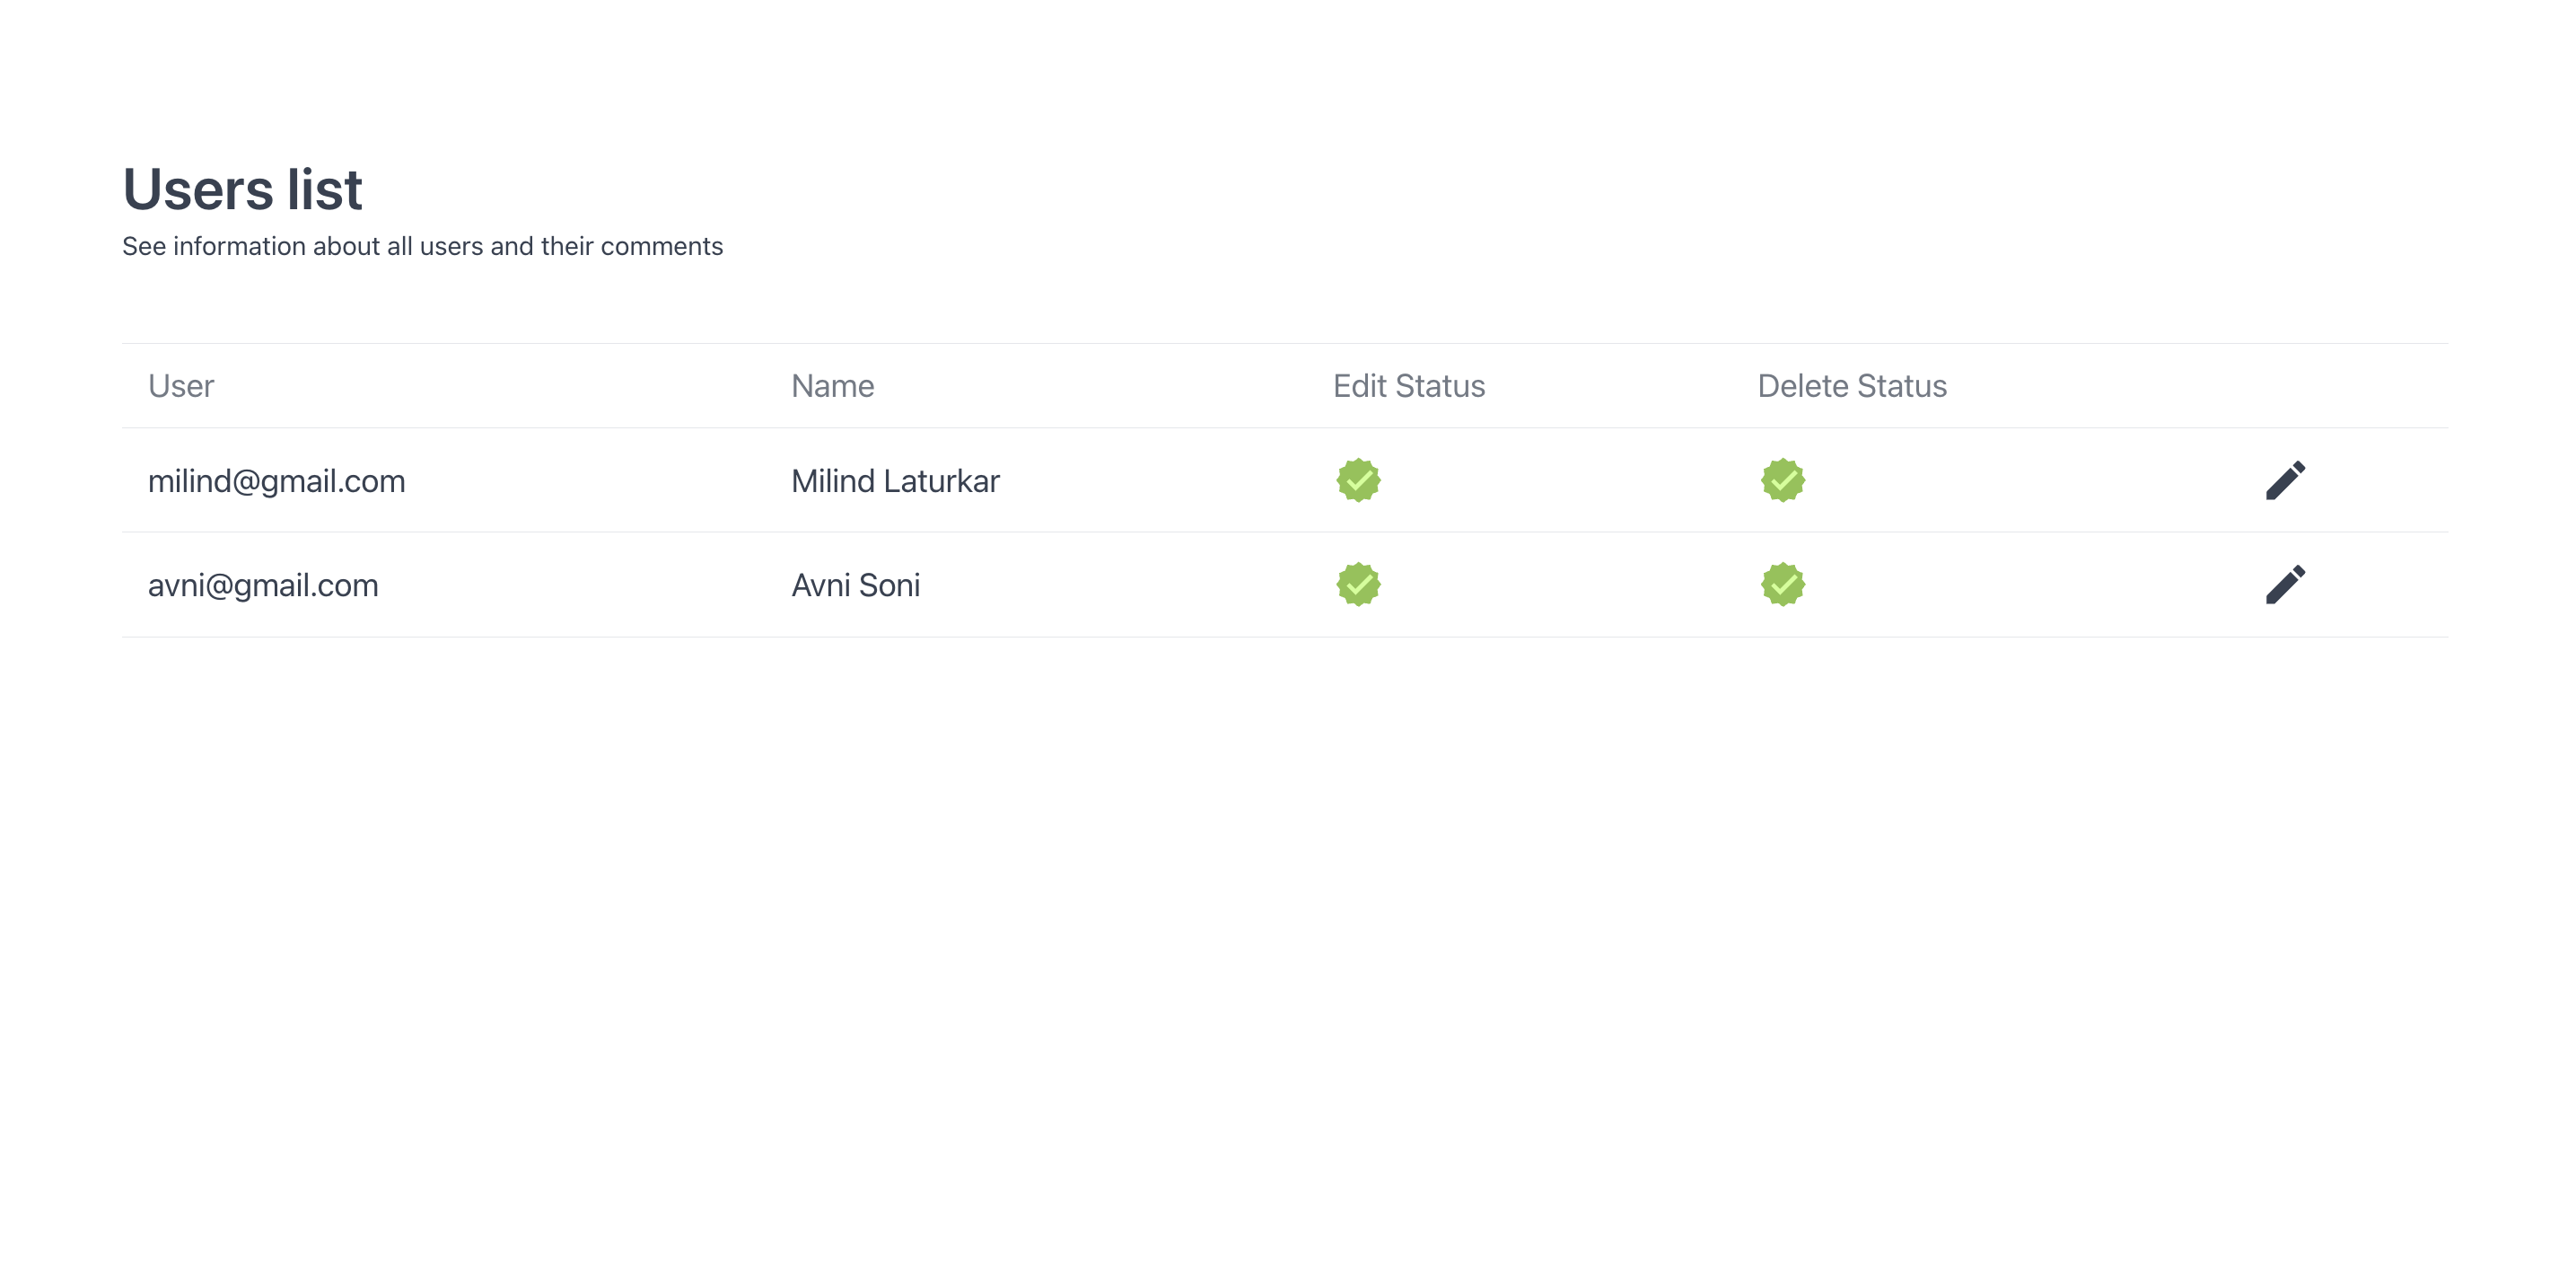 Users list
See information about all users and their comments
User Name Edit Status Delete Status
milind@gmail.com Milind Laturkar
avni@gmail.com Avni Soni